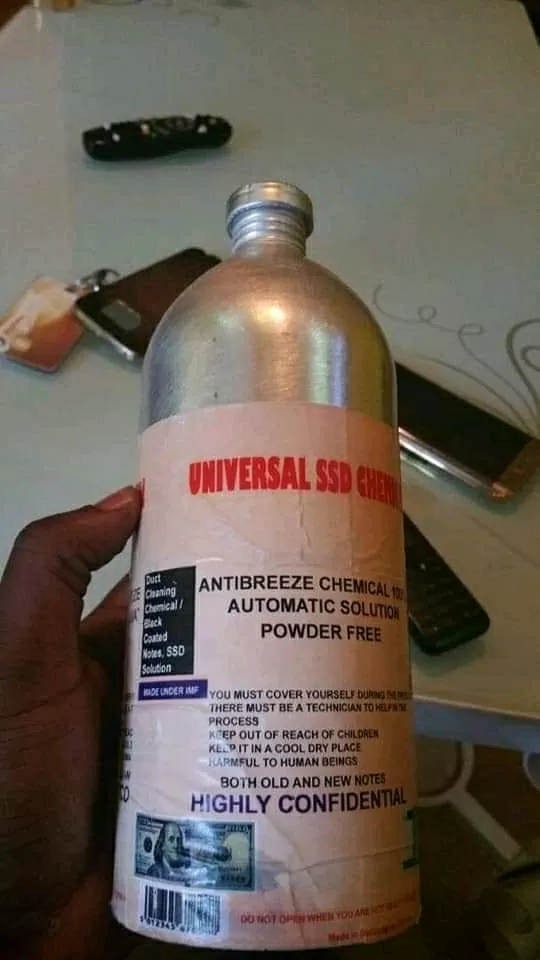 UNIVERSAL SSD
Duct
Cleaning
Chemical /
Black
Coated
Notes, SSD
Solution
ANTIBREEZE CHEMICAL
AUTOMATIC SOLUTION
POWDER FREE
MADE UNDER IMF
YOU MUST COVER YOURSELF DURING THE
THERE MUST BE A TECHNICIAN TO HELP IN
PROCESS
KEEP OUT OF REACH OF CHILDREN
KEEP IT IN A COOL DRY PLACE
HARMFUL TO HUMAN BEINGS
BOTH OLD AND NEW NOTES
HIGHLY CONFIDENTIAL
DO NOT OPEN WHEN YOU ARE NOT
Made in